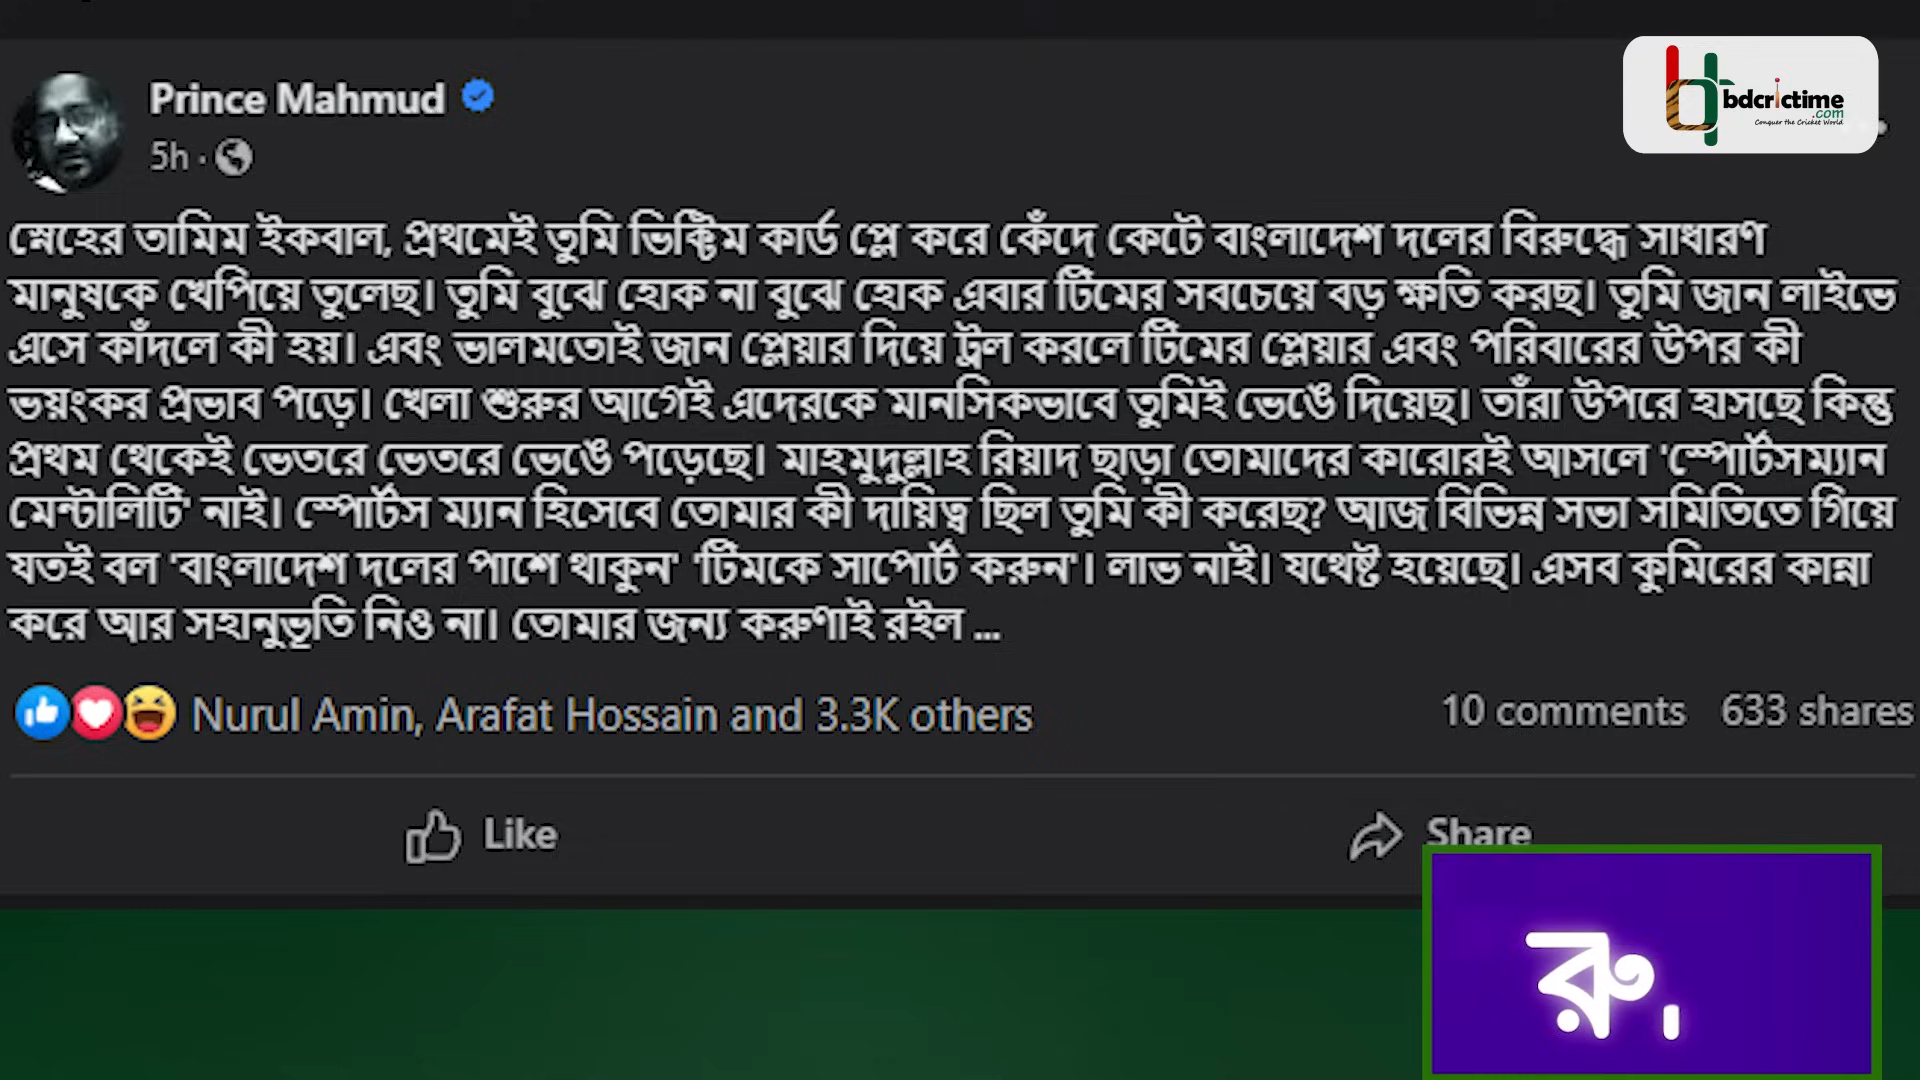 Prince Mahmud
bdcrictime
.com
Conquer the Cricket World
5h ·
স্নেহের তামিম ইকবাল, প্রথমেই তুমি ভিক্টিম কার্ড প্লে করে কেঁদে কেটে বাংলাদেশ দলের বিরুদ্ধে সাধারণ
মানুষকে খেপিয়ে তুলেছ। তুমি বুঝে হোক না বুঝে হোক এবার টিমের সবচেয়ে বড় ক্ষতি করছ। তুমি জান লাইভে
এসে কাঁদলে কী হয়। এবং ভালমতোই জান প্লেয়ার দিয়ে ট্রল করলে টিমের প্লেয়ার এবং পরিবারের উপর কী
ভয়ংকর প্রভাব পড়ে। খেলা শুরুর আগেই এদেরকে মানসিকভাবে তুমিই ভেঙে দিয়েছ। তাঁরা উপরে হাসছে কিন্তু
প্রথম থেকেই ভেতরে ভেতরে ভেঙে পড়েছে। মাহমুদুল্লাহ রিয়াদ ছাড়া তোমাদের কারোরই আসলে 'স্পোর্টসম্যান
মেন্টালিটি' নাই। স্পোর্টস ম্যান হিসেবে তোমার কী দায়িত্ব ছিল তুমি কী করেছ? আজ বিভিন্ন সভা সমিতিতে গিয়ে
যতই বল 'বাংলাদেশ দলের পাশে থাকুন' 'টিমকে সাপোর্ট করুন'। লাভ নাই। যথেষ্ট হয়েছে। এসব কুমিরের কান্না
করে আর সহানুভূতি নিও না। তোমার জন্য করুণাই রইল ...
Nurul Amin, Arafat Hossain and 3.3K others
10 comments 633 shares
Like
Share
রু